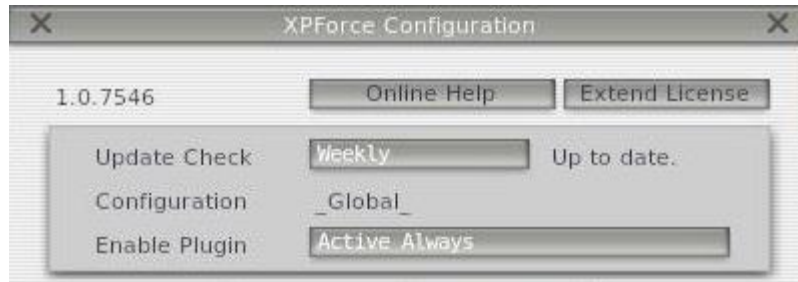 XPForce Configuration
1.0.7546 Online Help Extend License
Update Check Weekly Up to date.
Configuration _Global_
Enable Plugin Active Always